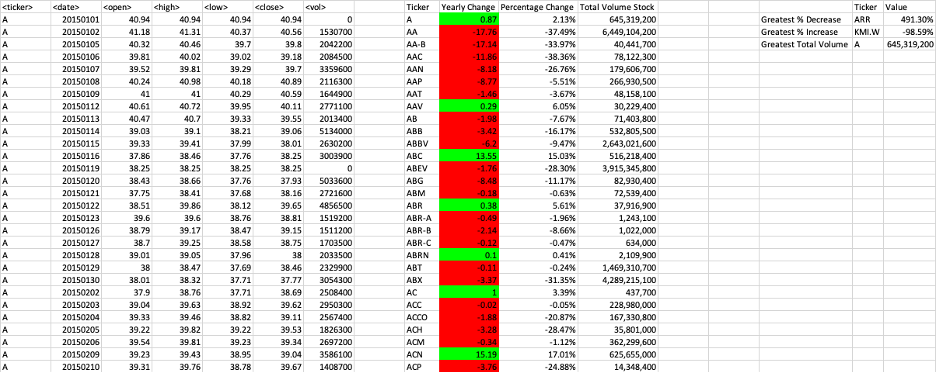 <ticker> <date> <open> <high> <low> <close> <vol> Ticker Yearly Change Percentage Change Total Volume Stock Ticker Value
A 20150101 40.94 40.94 40.94 40.94 0 A 0.87 2.13% 645,319,200 Greatest % Decrease ARR 491.30%
A 20150102 41.18 41.31 40.37 40.56 1530700 AA -17.76 -37.49% 6,449,104,200 Greatest % Increase KMI.W -98.59%
A 20150105 40.32 40.46 39.7 39.8 2042200 AA-B -17.14 -33.97% 40,441,700 Greatest Total Volume A 645,319,200
A 20150106 39.81 40.02 39.02 39.18 2084500 AAC -11.86 -38.36% 78,122,300
A 20150107 39.52 39.81 39.29 39.7 3359600 AAN -8.18 -26.76% 179,606,700
A 20150108 40.24 40.98 40.18 40.89 2116300 AAP -8.77 -5.51% 266,930,500
A 20150109 41 41 40.29 40.59 1644900 AAT -1.46 -3.67% 48,158,100
A 20150112 40.61 40.72 39.95 40.11 2771100 AAV 0.29 6.05% 30,229,400
A 20150113 40.47 40.7 39.33 39.55 2013400 AB -1.98 -7.67% 71,403,800
A 20150114 39.03 39.1 38.21 39.06 5134000 ABB -3.42 -16.17% 532,805,500
A 20150115 39.33 39.41 37.99 38.01 2630200 ABBV -6.2 -9.47% 2,643,021,600
A 20150116 37.86 38.46 37.76 38.25 3003900 ABC 13.55 15.03% 516,218,400
A 20150119 38.25 38.25 38.25 38.25 0 ABEV -1.76 -28.30% 3,915,345,800
A 20150120 38.43 38.66 37.76 37.93 5033600 ABG -8.48 -11.17% 82,930,400
A 20150121 37.75 38.41 37.68 38.16 2721600 ABM -0.18 -0.63% 72,539,400
A 20150122 38.51 39.86 38.12 39.65 4856500 ABR 0.38 5.61% 37,916,900
A 20150123 39.6 39.6 38.76 38.81 1519200 ABR-A -0.49 -1.96% 1,243,100
A 20150126 38.79 39.17 38.47 39.15 1511200 ABR-B -2.14 -8.66% 1,022,000
A 20150127 38.7 39.25 38.58 38.75 1703500 ABR-C -0.12 -0.47% 634,000
A 20150128 39.01 39.05 37.96 38 2033500 ABRN 0.1 0.41% 2,109,900
A 20150129 38 38.47 37.69 38.46 2329900 ABT -0.11 -0.24% 1,469,310,700
A 20150130 38.01 38.32 37.71 37.77 3054300 ABX -3.37 -31.35% 4,289,215,100
A 20150202 37.9 38.76 37.71 38.69 2508400 AC 1 3.39% 437,700
A 20150203 39.04 39.63 38.92 39.62 2950300 ACC -0.02 -0.05% 228,980,000
A 20150204 39.33 39.46 38.82 39.11 2567400 ACCO -1.88 -20.87% 167,330,800
A 20150205 39.22 39.82 39.22 39.53 1826300 ACH -3.28 -28.47% 35,801,000
A 20150206 39.54 39.81 39.23 39.34 2697200 ACM -0.34 -1.12% 362,299,600
A 20150209 39.23 39.43 38.95 39.04 3586100 ACN 15.19 17.01% 625,655,000
A 20150210 39.31 39.76 38.78 39.67 1408700 ACP -3.76 -24.88% 14,348,400